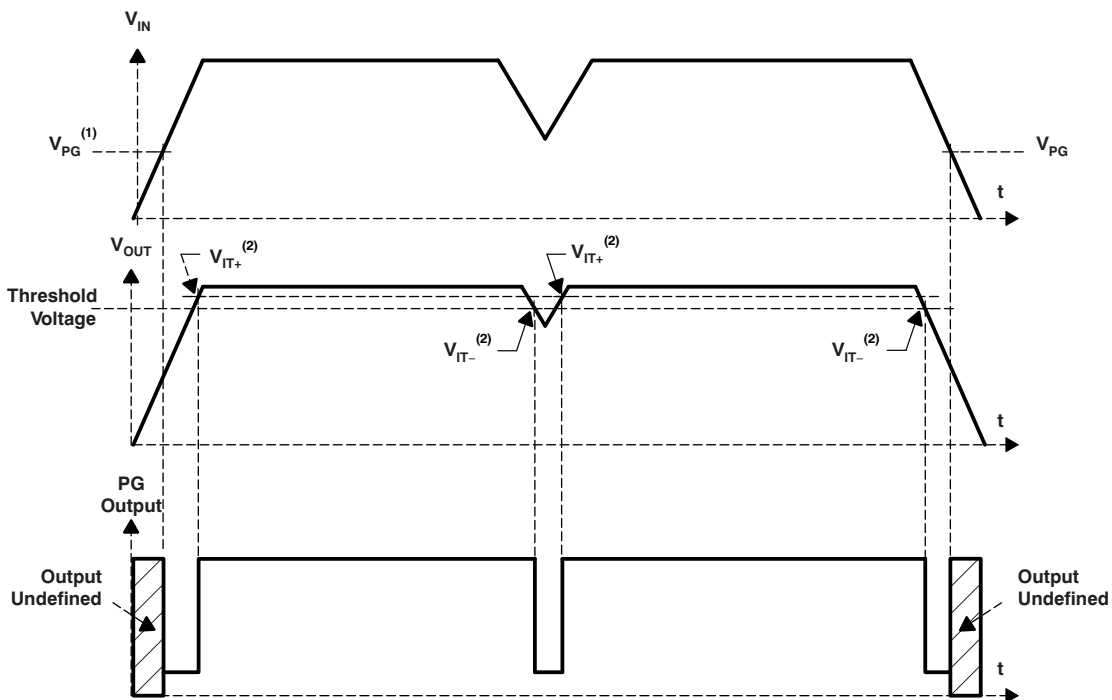 V_IN
V_PG^(1)
V_PG
t
V_OUT
V_IT+^(2)
V_IT+^(2)
Threshold
Voltage
V_IT−^(2)
V_IT−^(2)
t
PG
Output
Output
Undefined
Output
Undefined
t